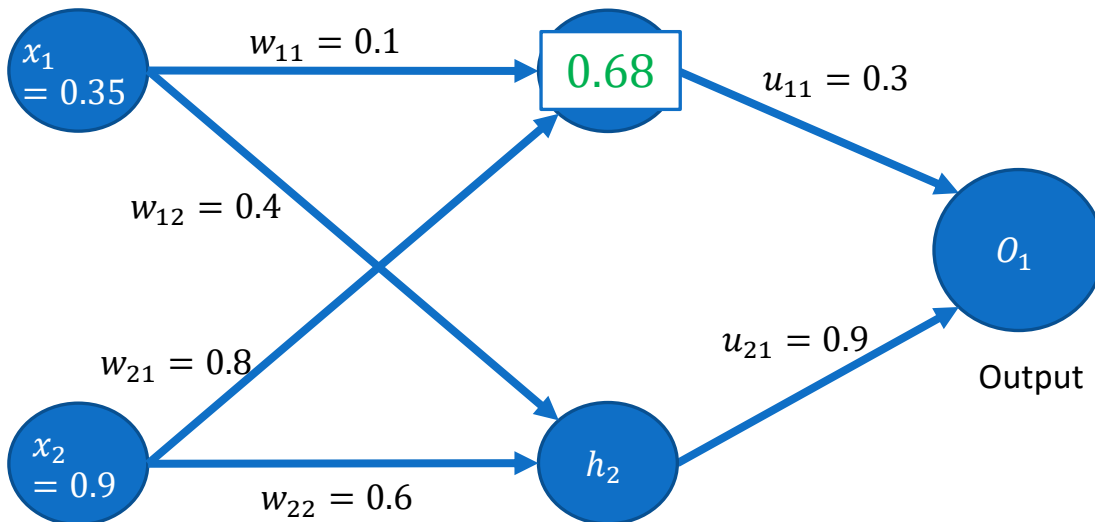 w₁₁ = 0.1
x₁
= 0.35
0.68
u₁₁ = 0.3
w₁₂ = 0.4
O₁
w₂₁ = 0.8
u₂₁ = 0.9
Output
x₂
= 0.9
h₂
w₂₂ = 0.6